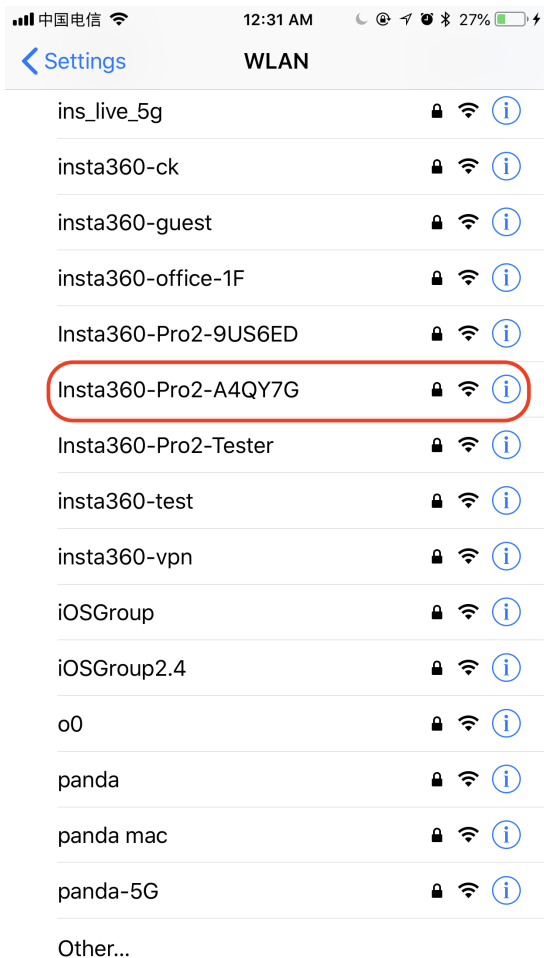 中国电信 12:31 AM 27%
Settings WLAN
ins_live_5g
insta360-ck
insta360-guest
insta360-office-1F
Insta360-Pro2-9US6ED
Insta360-Pro2-A4QY7G
Insta360-Pro2-Tester
insta360-test
insta360-vpn
iOSGroup
iOSGroup2.4
o0
panda
panda mac
panda-5G
Other...